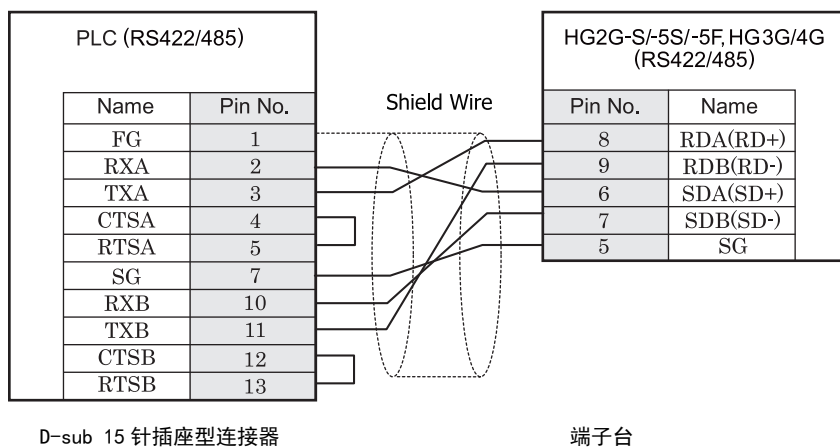 PLC (RS422/485)
Name Pin No.
FG 1
RXA 2
TXA 3
CTSA 4
RTSA 5
SG 7
RXB 10
TXB 11
CTSB 12
RTSB 13
Shield Wire
HG2G-S/-5S/-5F, HG3G/4G
(RS422/485)
Pin No. Name
8 RDA(RD+)
9 RDB(RD-)
6 SDA(SD+)
7 SDB(SD-)
5 SG
D-sub 15 针插座型连接器
端子台